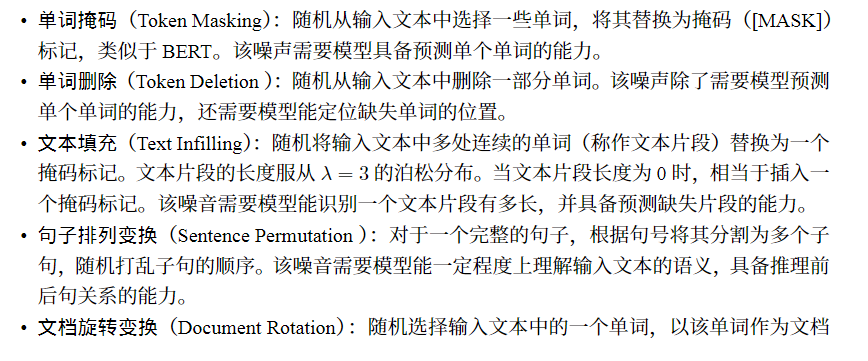 • 单词掩码（Token Masking）：随机从输入文本中选择一些单词，将其替换为掩码（[MASK]）
标记，类似于 BERT。该噪声需要模型具备预测单个单词的能力。
• 单词删除（Token Deletion ）：随机从输入文本中删除一部分单词。该噪声除了需要模型预测
单个单词的能力，还需要模型能定位缺失单词的位置。
• 文本填充（Text Infilling）：随机将输入文本中多处连续的单词（称作文本片段）替换为一个
掩码标记。文本片段的长度服从 λ = 3 的泊松分布。当文本片段长度为 0 时，相当于插入一
个掩码标记。该噪音需要模型能识别一个文本片段有多长，并具备预测缺失片段的能力。
• 句子排列变换（Sentence Permutation ）：对于一个完整的句子，根据句号将其分割为多个子
句，随机打乱子句的顺序。该噪音需要模型能一定程度上理解输入文本的语义，具备推理前
后句关系的能力。
• 文档旋转变换（Document Rotation）：随机选择输入文本中的一个单词，以该单词作为文档